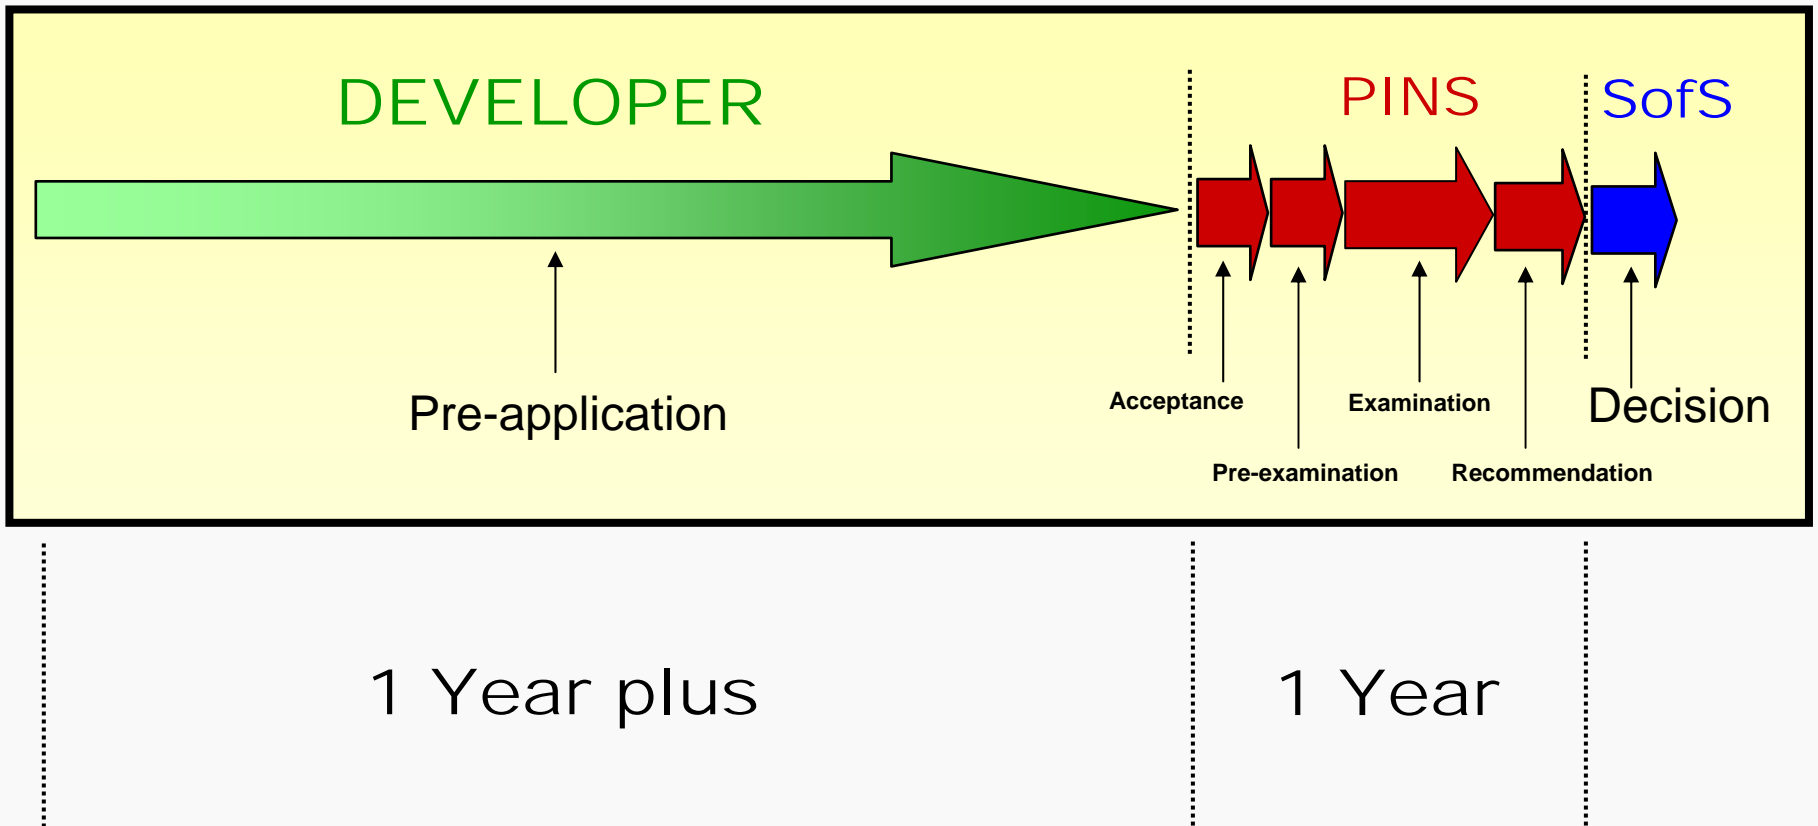 DEVELOPER
PINS
SofS
Pre-application
Acceptance
Examination
Decision
Pre-examination
Recommendation
1 Year plus
1 Year